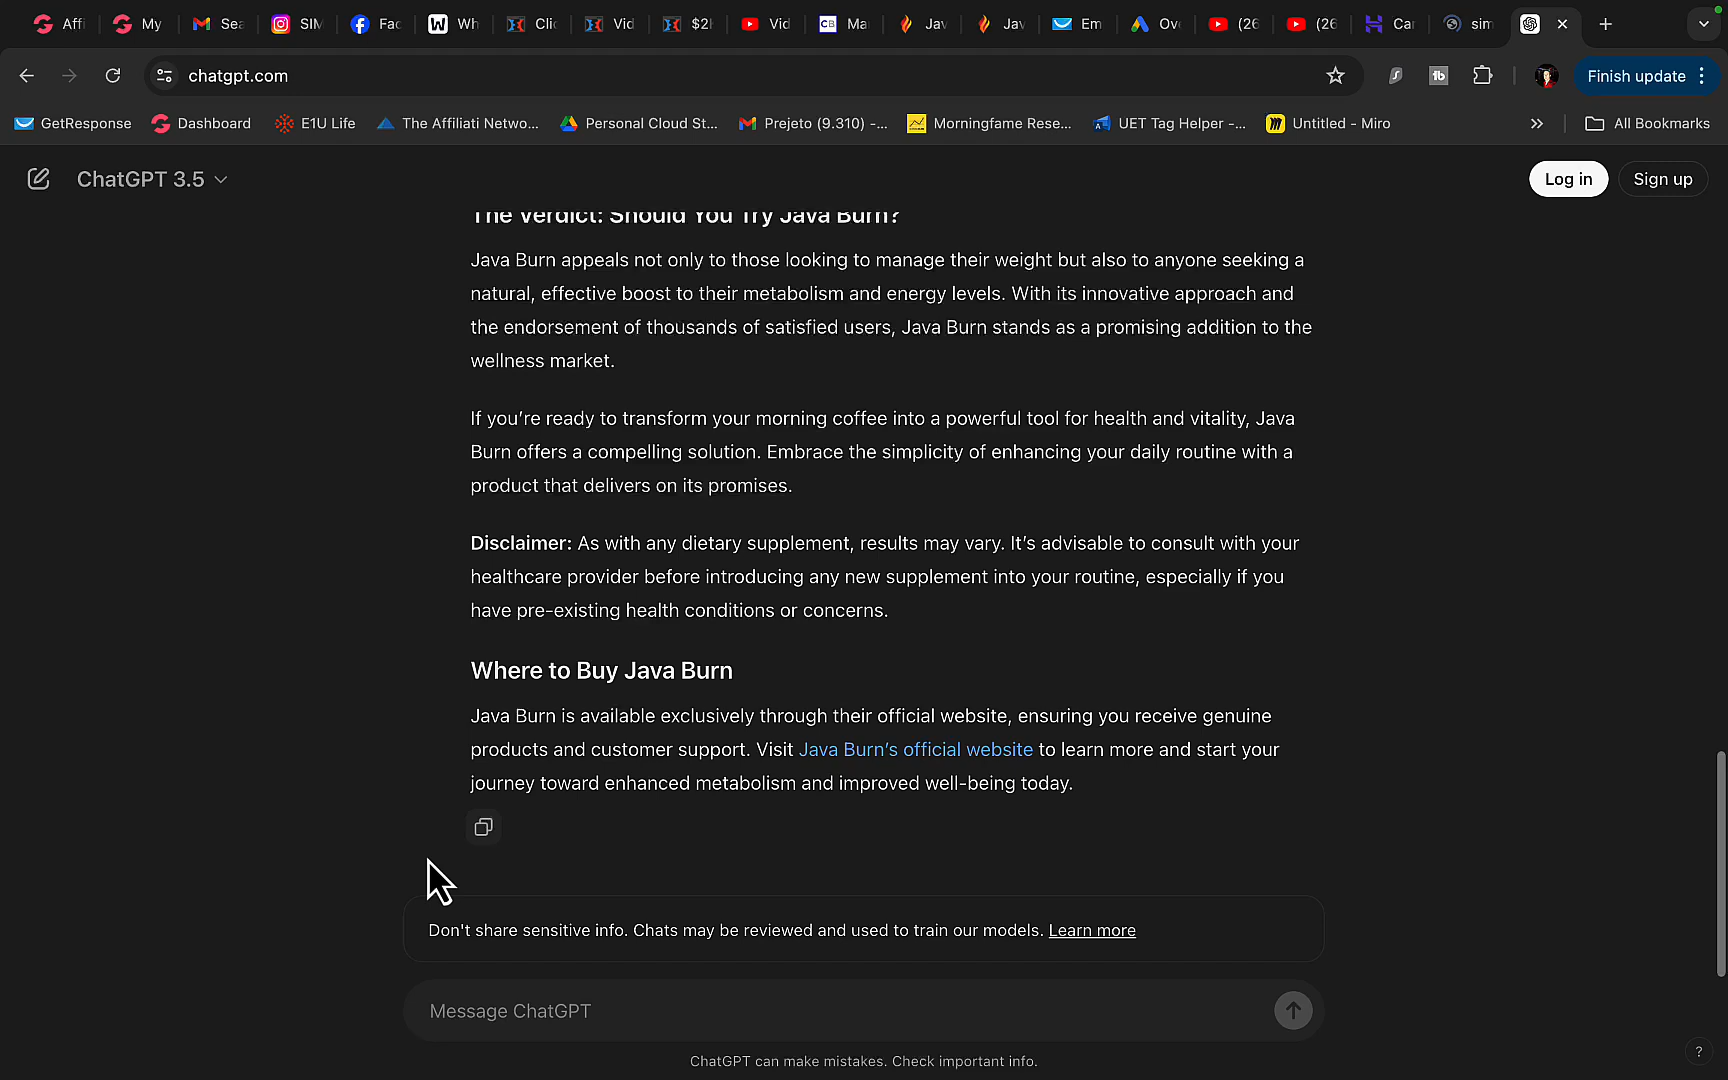 Affi
My
Sea
SIM
Fac
Wh
Clic
Vid
$2
Vid
Ma
Jav
Jav
Em
Ov
(26
(26
Car
sim
chatgpt.com
Finish update
GetResponse
Dashboard
E1U Life
The Affiliati Netwo...
Personal Cloud St...
Prejeto (9.310) -...
Morningfame Rese...
UET Tag Helper -...
Untitled - Miro
All Bookmarks
ChatGPT 3.5
Log in
Sign up
The Verdict: Should You Try Java Burn?
Java Burn appeals not only to those looking to manage their weight but also to anyone seeking a
natural, effective boost to their metabolism and energy levels. With its innovative approach and
the endorsement of thousands of satisfied users, Java Burn stands as a promising addition to the
wellness market.
If you’re ready to transform your morning coffee into a powerful tool for health and vitality, Java
Burn offers a compelling solution. Embrace the simplicity of enhancing your daily routine with a
product that delivers on its promises.
Disclaimer: As with any dietary supplement, results may vary. It’s advisable to consult with your
healthcare provider before introducing any new supplement into your routine, especially if you
have pre-existing health conditions or concerns.
Where to Buy Java Burn
Java Burn is available exclusively through their official website, ensuring you receive genuine
products and customer support. Visit Java Burn’s official website to learn more and start your
journey toward enhanced metabolism and improved well-being today.
Don't share sensitive info. Chats may be reviewed and used to train our models. Learn more
Message ChatGPT
ChatGPT can make mistakes. Check important info.
?